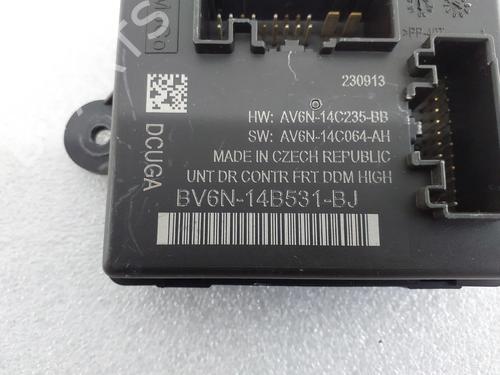 230913
HW: AV6N-14C235-BB
SW: AV6N-14C064-AH
MADE IN CZECH REPUBLIC
UNT DR CONTR FRT DDM HIGH
BV6N-14B531-BJ
DCUGA